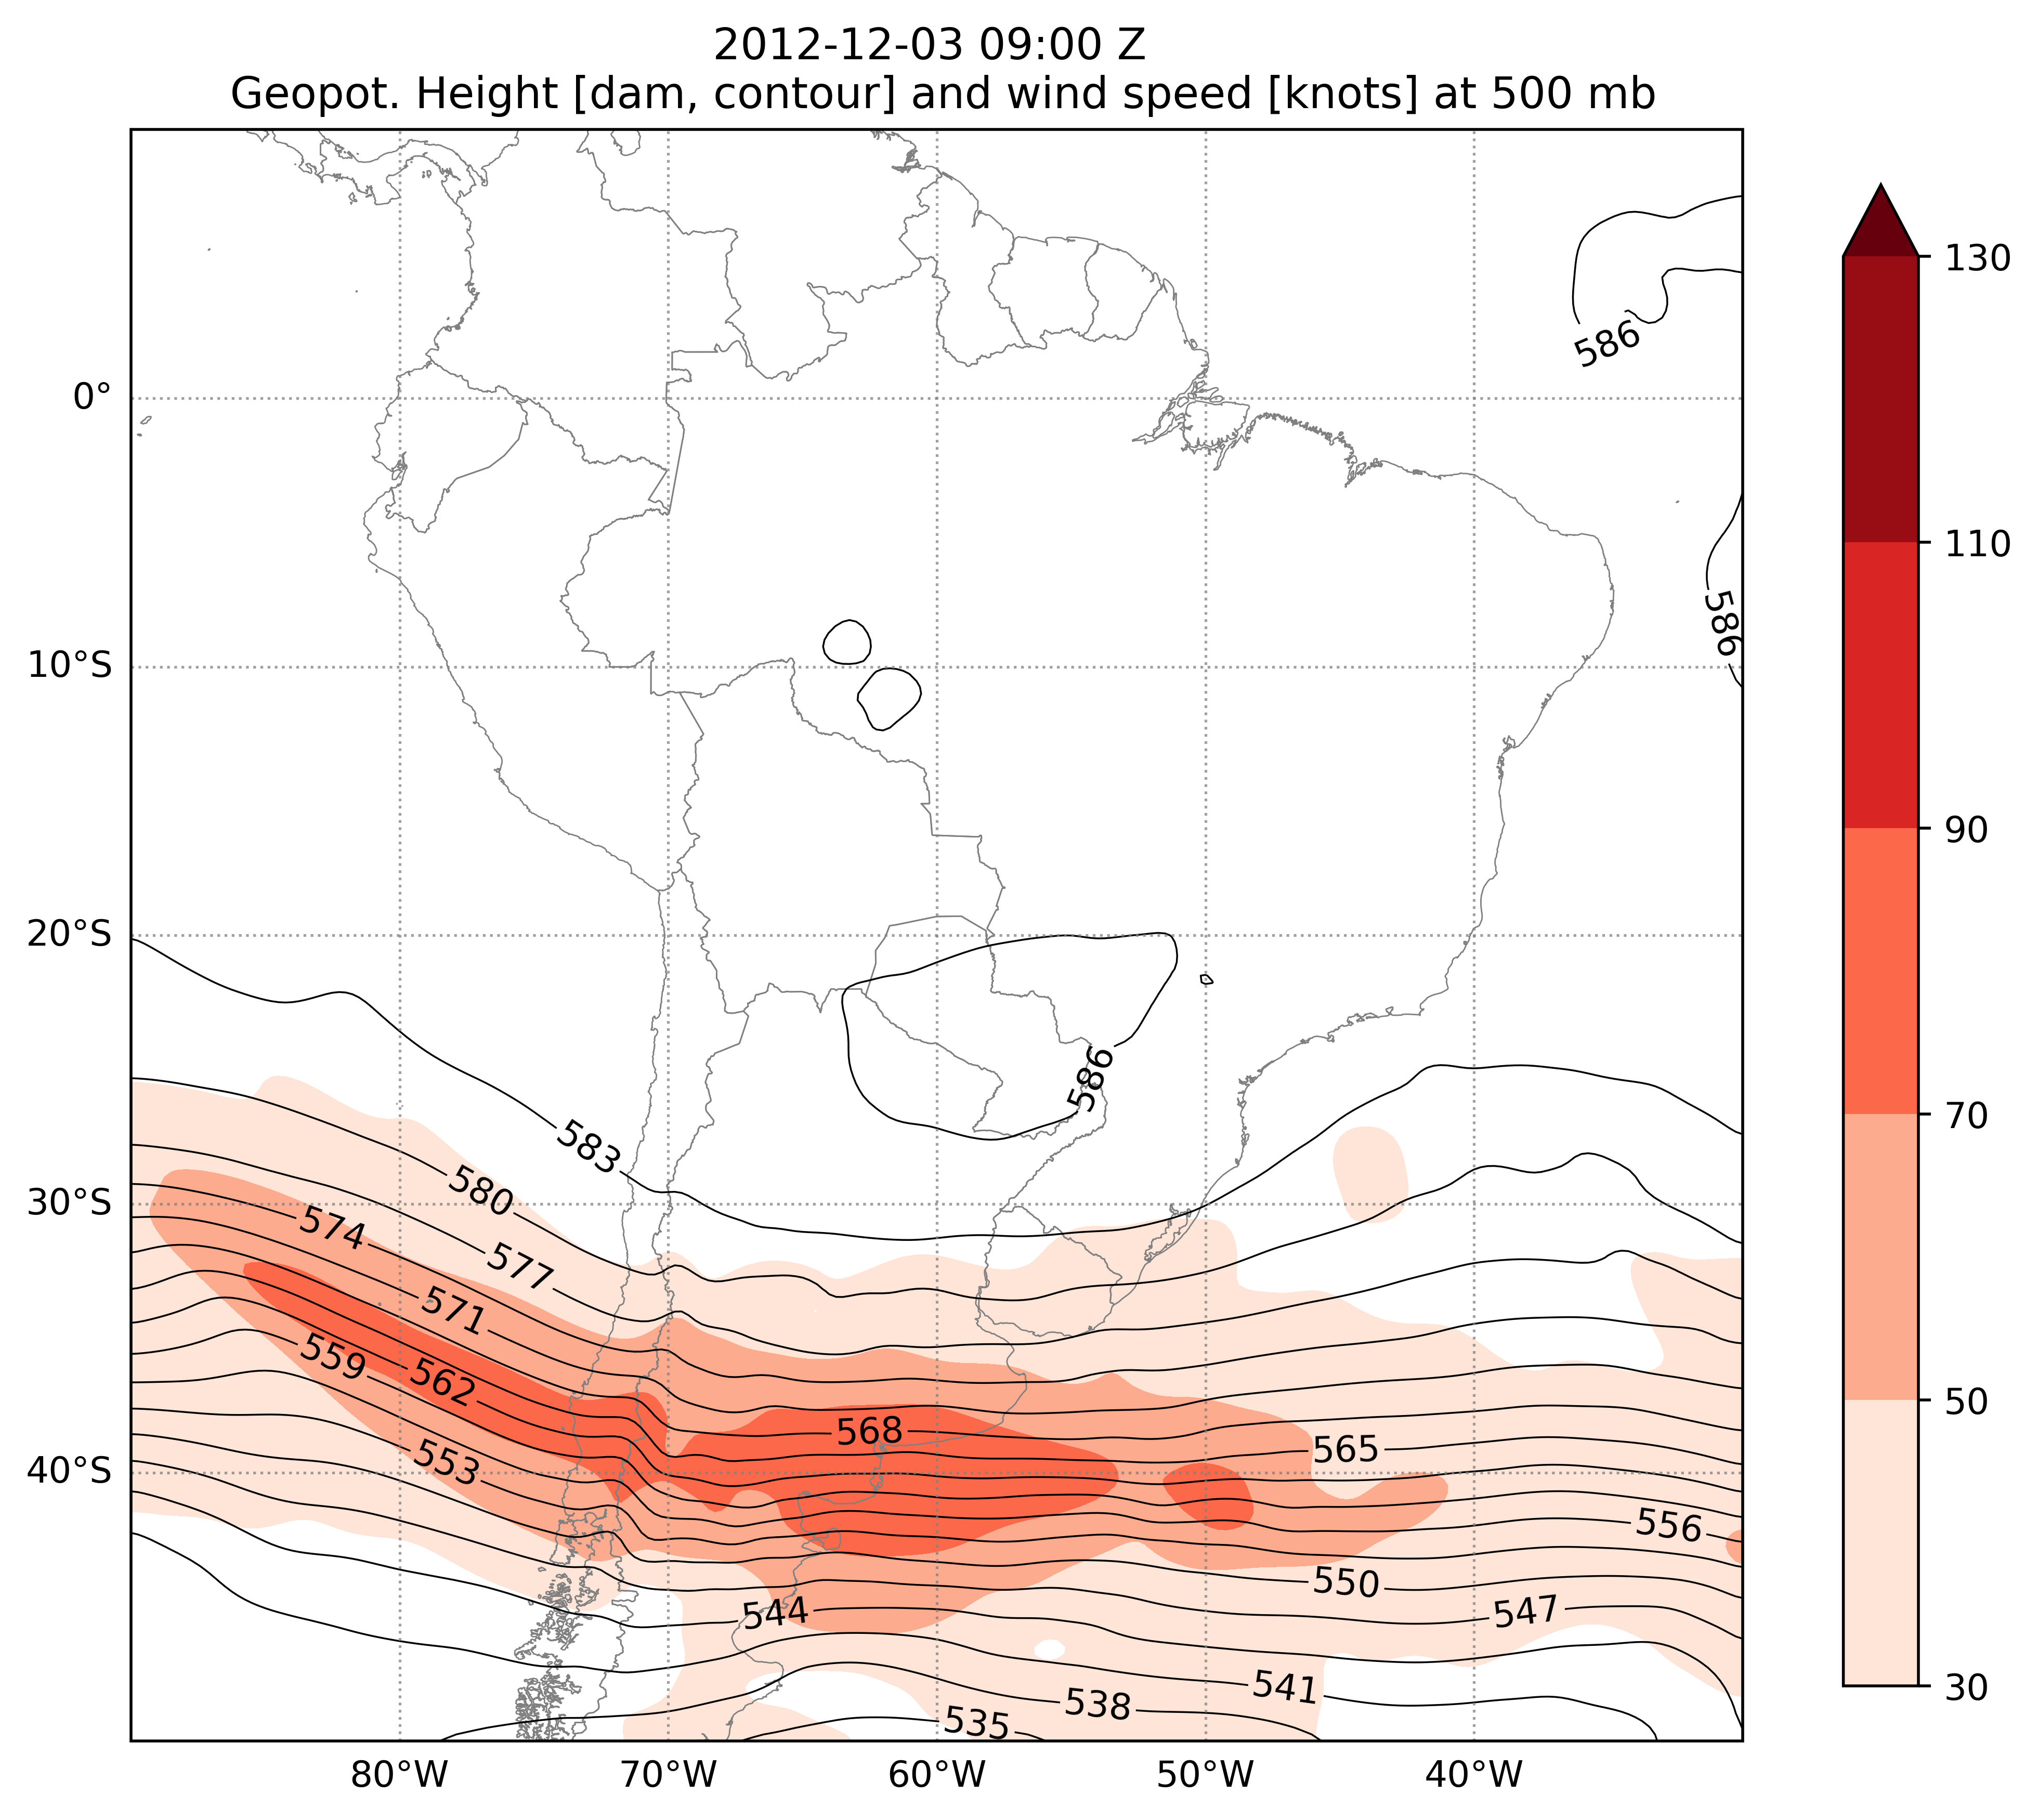 2012-12-03 09:00 Z
Geopot. Height [dam, contour] and wind speed [knots] at 500 mb
586
586
586
583
580
574
577
571
559
562
568
565
553
556
550
547
544
541
538
535
0°
10°S
20°S
30°S
40°S
80°W
70°W
60°W
50°W
40°W
130
110
90
70
50
30